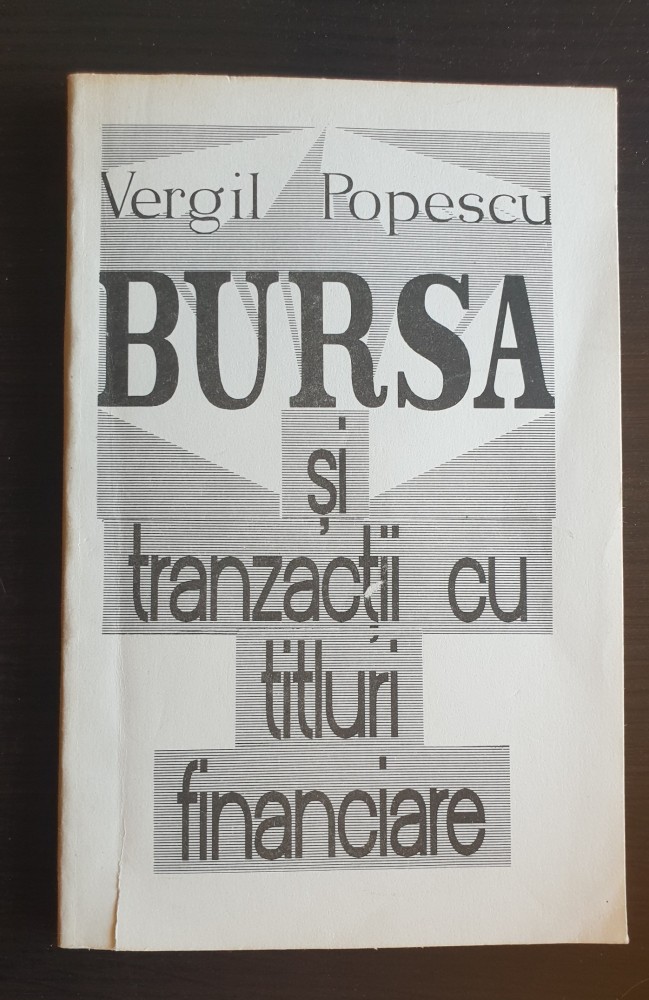 Vergil Popescu
BURSA
și
tranzacții cu
titluri
financiare